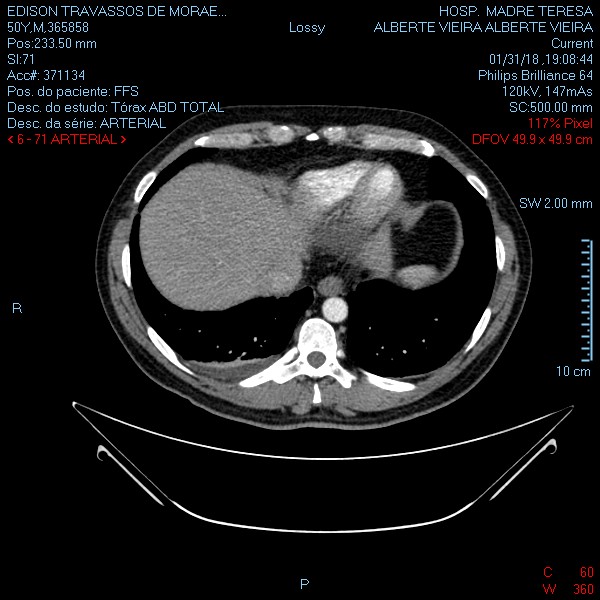 EDISON TRAVASSOS DE MORAE...
50Y,M,365858
Pos:233.50 mm
Sl:71
Acc#: 371134
Pos. do paciente: FFS
Desc. do estudo: Tórax ABD TOTAL
Desc. da série: ARTERIAL
< 6 - 71 ARTERIAL >
Lossy
HOSP. MADRE TERESA
ALBERTE VIEIRA ALBERTE VIEIRA
Current
01/31/18 ,19:08:44
Philips Brilliance 64
120kV, 147mAs
SC:500.00 mm
117% Pixel
DFOV 49.9 x 49.9 cm
SW 2.00 mm
R
10 cm
P
C 60
W 360